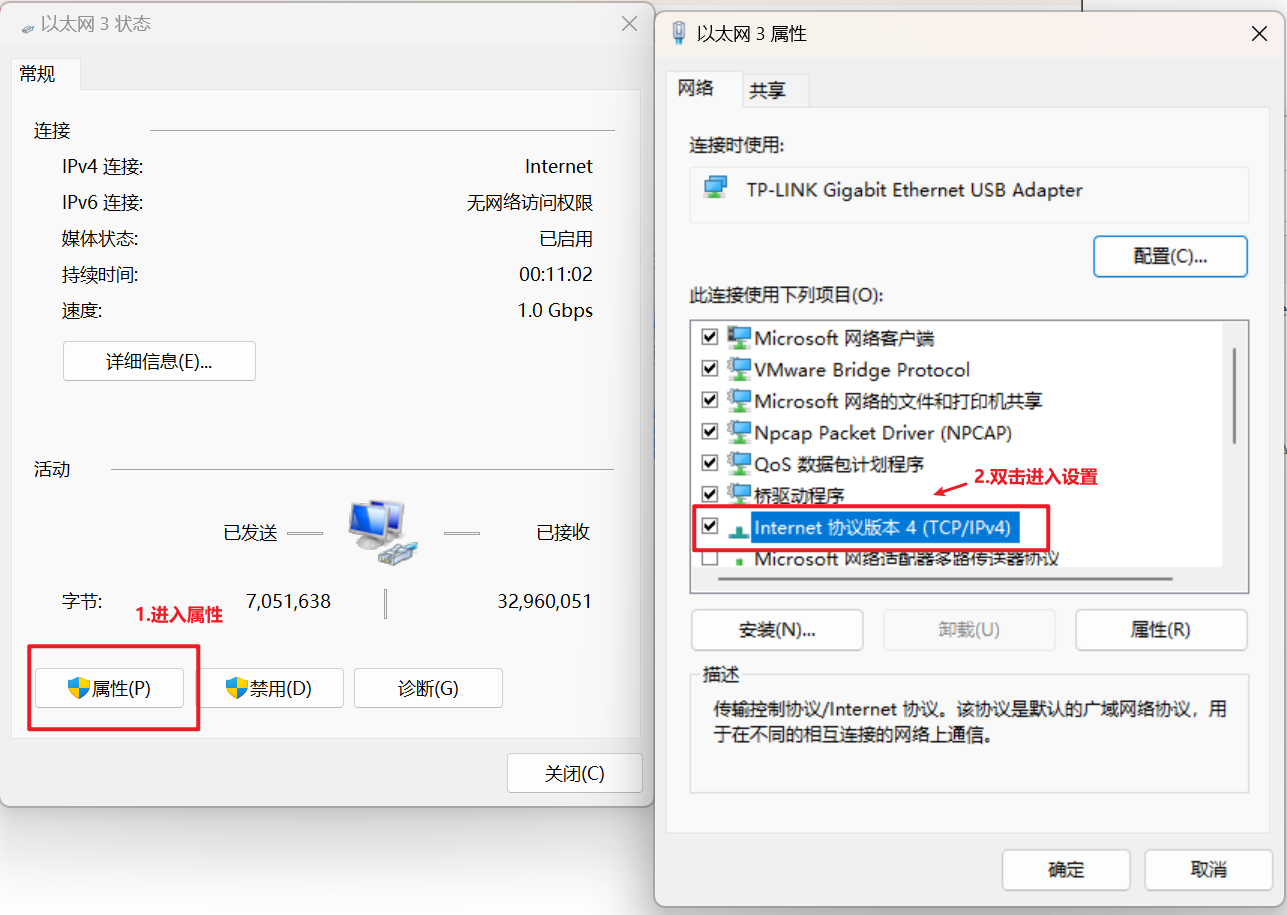 以太网 3 状态
常规
连接
IPv4 连接: Internet
IPv6 连接: 无网络访问权限
媒体状态: 已启用
持续时间: 00:11:02
速度: 1.0 Gbps
详细信息(E)...
活动
已发送 已接收
字节: 7,051,638 32,960,051
1.进入属性
属性(P) 禁用(D) 诊断(G)
关闭(C)
以太网 3 属性
网络 共享
连接时使用:
TP-LINK Gigabit Ethernet USB Adapter
配置(C)...
此连接使用下列项目(O):
Microsoft 网络客户端
VMware Bridge Protocol
Microsoft 网络的文件和打印机共享
Npcap Packet Driver (NPCAP)
QoS 数据包计划程序
2.双击进入设置
桥驱动程序
Internet 协议版本 4 (TCP/IPv4)
Microsoft 网络适配器多路传送器协议
安装(N)... 卸载(U) 属性(R)
描述
传输控制协议/Internet 协议。该协议是默认的广域网络协议，用
于在不同的相互连接的网络上通信。
确定 取消